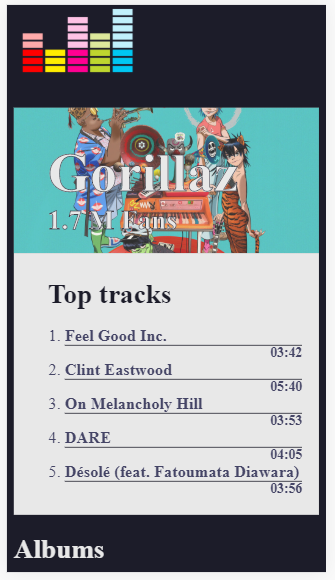 Gorillaz
1.7 M Fans
Top tracks
1. Feel Good Inc.
03:42
2. Clint Eastwood
05:40
3. On Melancholy Hill
03:53
4. DARE
04:05
5. Désolé (feat. Fatoumata Diawara)
03:56
Albums